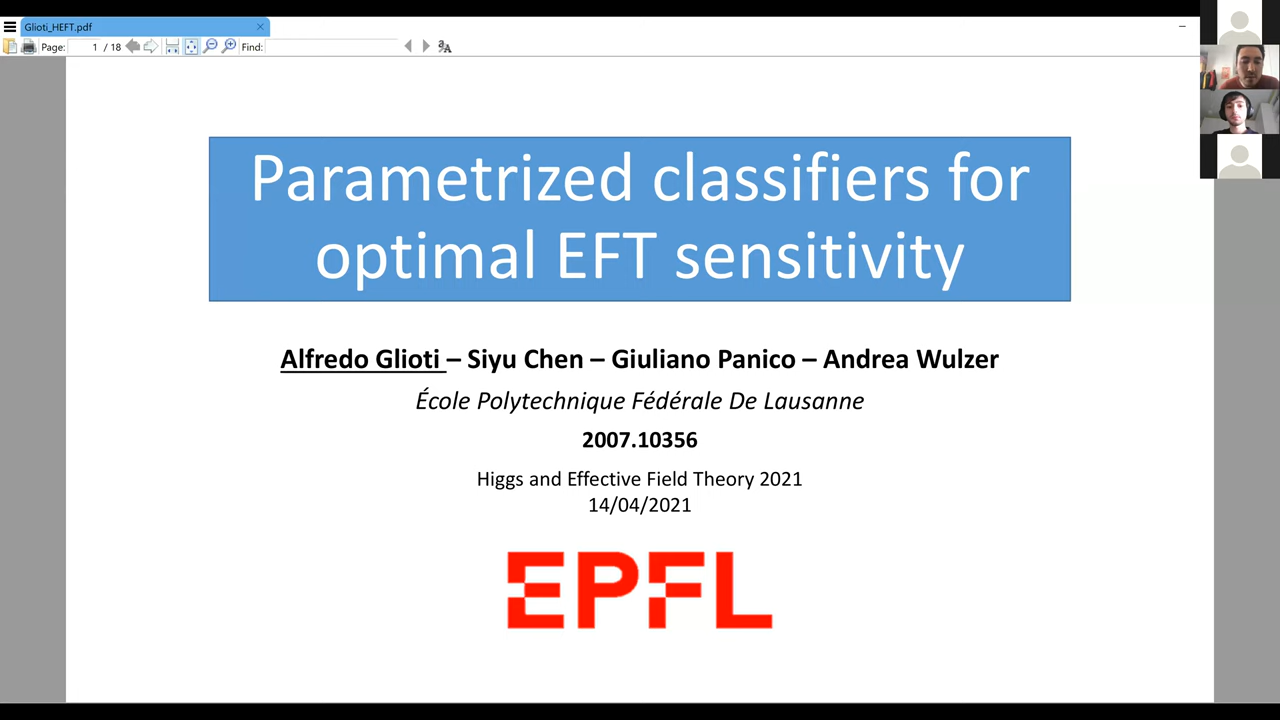 Glioti_HEFT.pdf
Page: 1 / 18 Find:
Parametrized classifiers for
optimal EFT sensitivity
Alfredo Glioti – Siyu Chen – Giuliano Panico – Andrea Wulzer
École Polytechnique Fédérale De Lausanne
2007.10356
Higgs and Effective Field Theory 2021
14/04/2021
EPFL